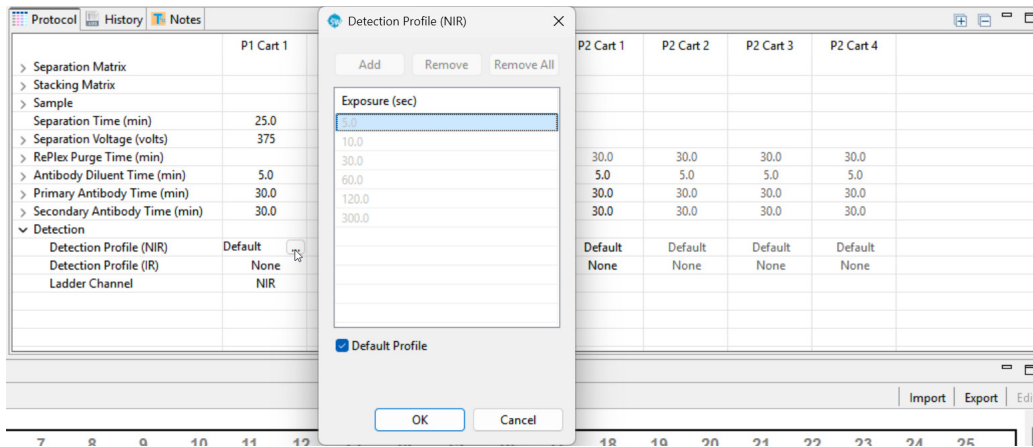 Protocol History Notes
P1 Cart 1 P2 Cart 1 P2 Cart 2 P2 Cart 3 P2 Cart 4
Separation Matrix
Stacking Matrix
Sample
Separation Time (min) 25.0
Separation Voltage (volts) 375
RePlex Purge Time (min) 30.0 30.0 30.0 30.0
Antibody Diluent Time (min) 5.0 5.0 5.0 5.0 5.0
Primary Antibody Time (min) 30.0 30.0 30.0 30.0 30.0
Secondary Antibody Time (min) 30.0 30.0 30.0 30.0 30.0
Detection
Detection Profile (NIR) Default ... Default Default Default Default
Detection Profile (IR) None None None None None
Ladder Channel NIR
Detection Profile (NIR)
Add Remove Remove All
Exposure (sec)
5.0
10.0
30.0
60.0
120.0
300.0
Default Profile
OK Cancel
Import Export
7 8 9 10 11 12 18 19 20 21 22 23 24 25